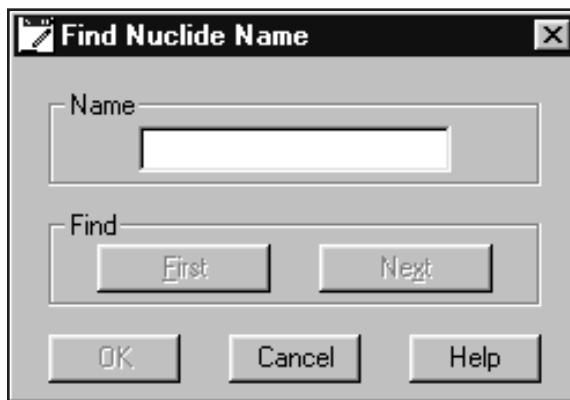 Find Nuclide Name
Name
Find
First Next
OK Cancel Help